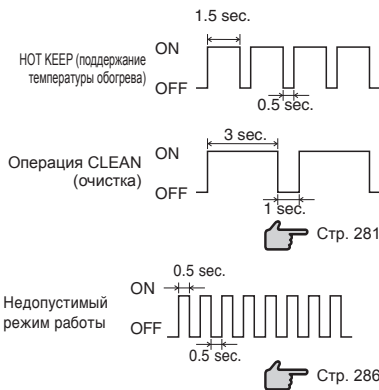 1.5 sec.
HOT KEEP (поддержание температуры обогрева)
ON
OFF
0.5 sec.
3 sec.
Операция CLEAN (очистка)
ON
OFF
1 sec.
Стр. 281
0.5 sec.
Недопустимый режим работы
ON
OFF
0.5 sec.
Стр. 286